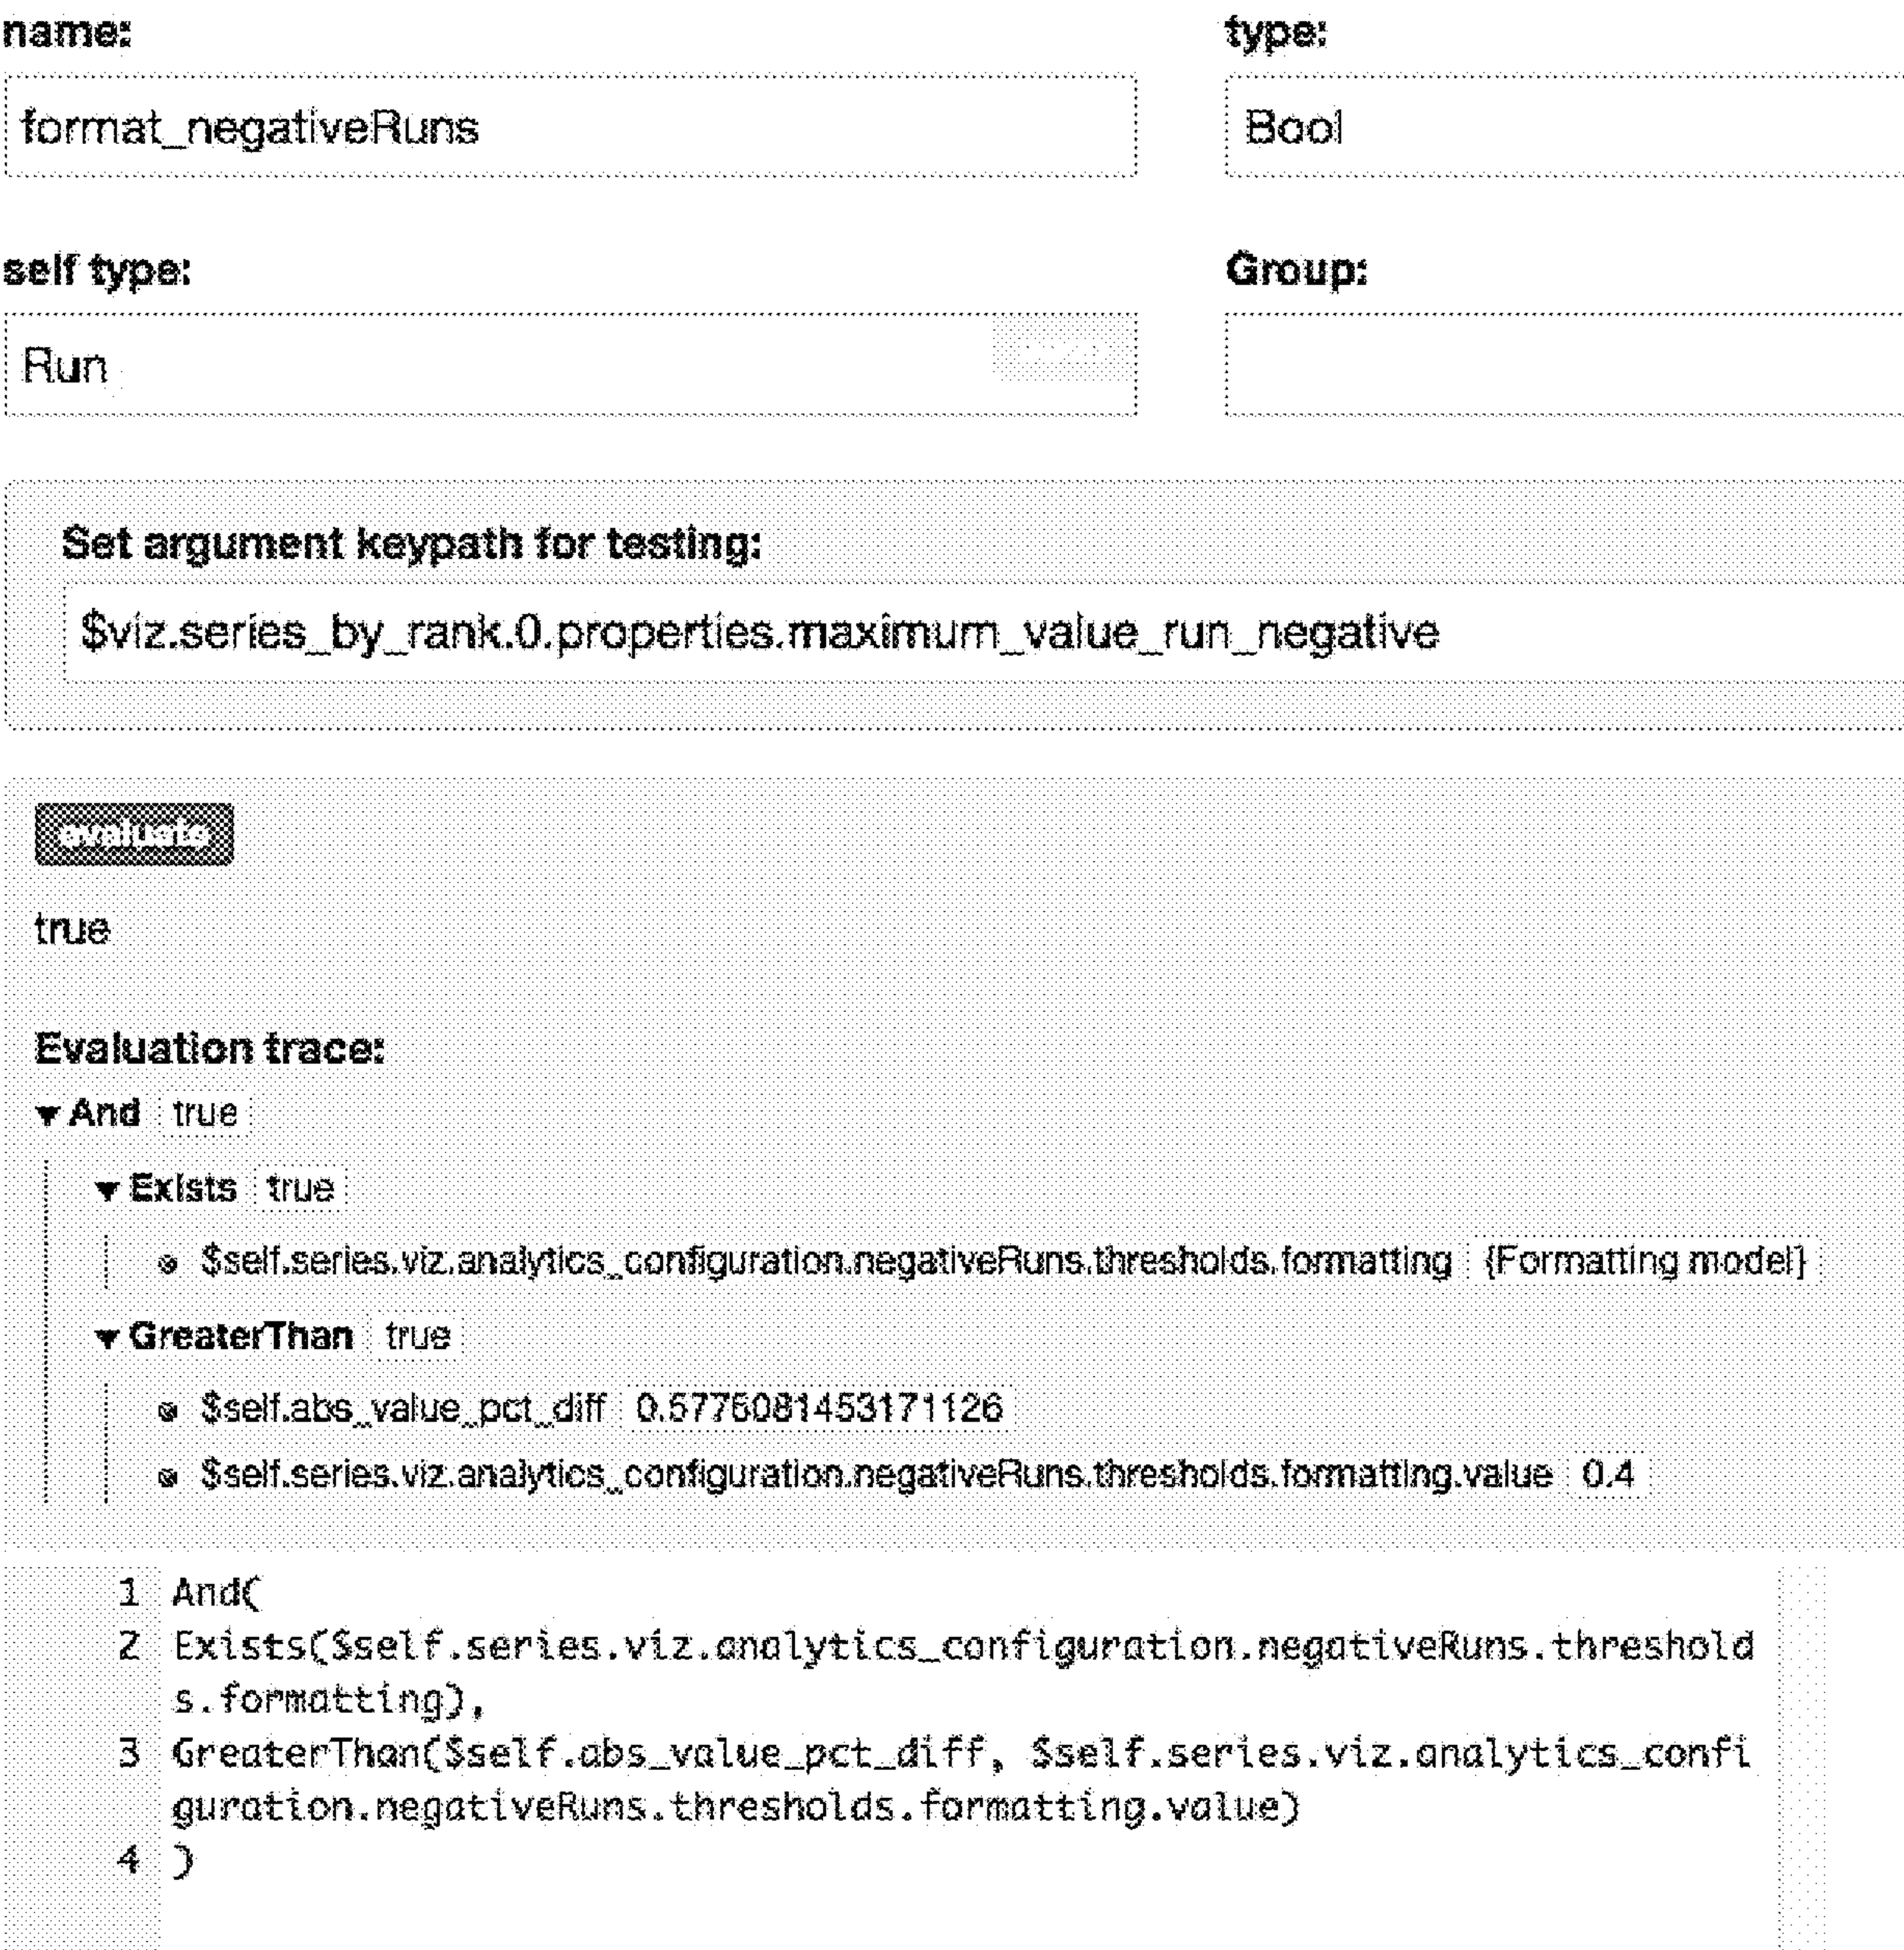 name:
type:
format_negativeRuns
Bool
self type:
Group:
Run
Set argument keypath for testing:
$viz.series_by_rank.0.properties.maximum_value_run_negative
evaluate
true
Evaluation trace:
▼ And true
▼ Exists true
$self.series.viz.analytics_configuration.negativeRuns.thresholds.formatting {Formatting model}
▼ GreaterThan true
$self.abs_value_pct_diff 0.5775081453171126
$self.series.viz.analytics_configuration.negativeRuns.thresholds.formatting.value 0.4
1 And(
2 Exists($self.series.viz.analytics_configuration.negativeRuns.threshold
s.formatting),
3 GreaterThan($self.abs_value_pct_diff, $self.series.viz.analytics_confi
guration.negativeRuns.thresholds.formatting.value)
4 )